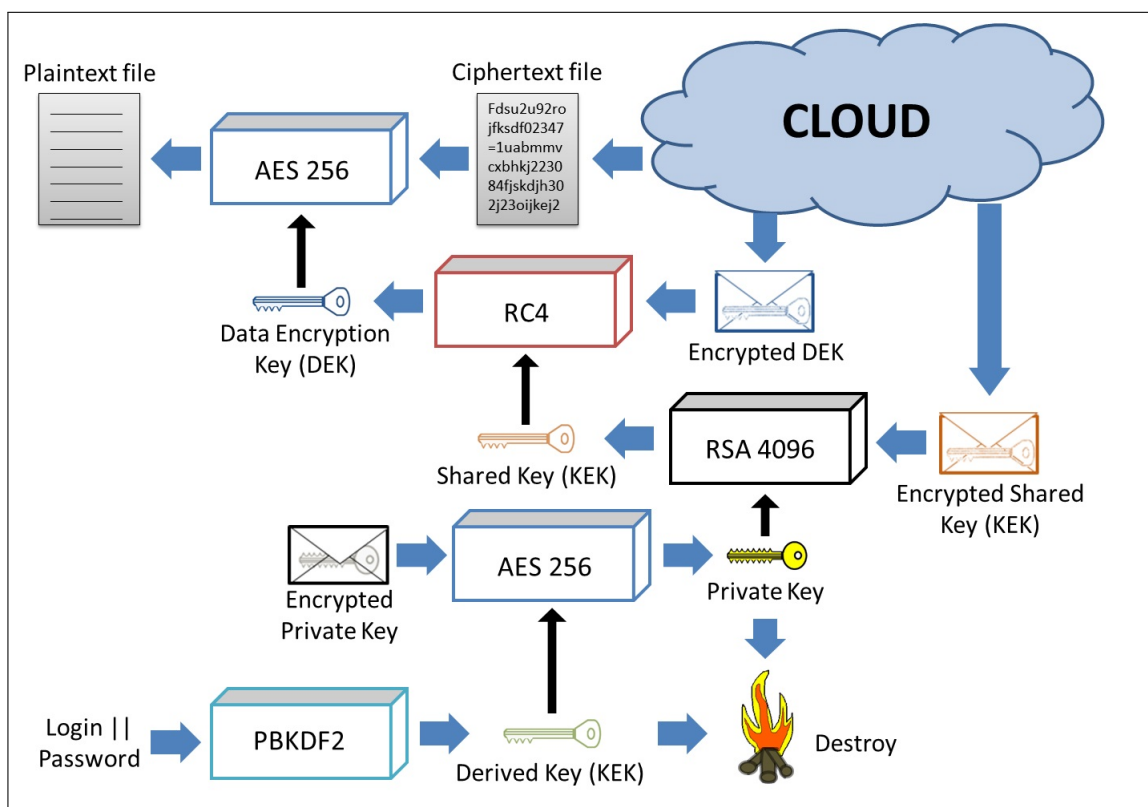 Plaintext file
Ciphertext file
CLOUD
Fdsu2u92ro
jfksdf02347
=1uabmmv
cxbhkj2230
84fjskdjh30
2j23oijkej2
AES 256
RC4
Data Encryption
Key (DEK)
Encrypted DEK
RSA 4096
Shared Key (KEK)
Encrypted Shared
Key (KEK)
AES 256
Encrypted
Private Key
Private Key
Login ||
Password
PBKDF2
Derived Key (KEK)
Destroy